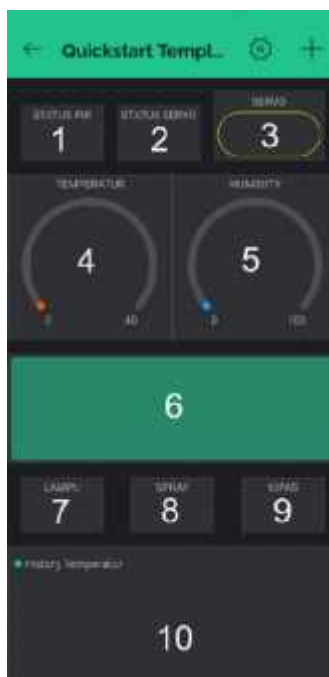 Quickstart Templ...
STATUS PIR
STATUS SERVO
SERVO
1
2
3
TEMPERATUR
HUMIDITY
4
5
0
40
0
100
6
LAMPU
SPRAY
KIPAS
7
8
9
History Temperatur
10